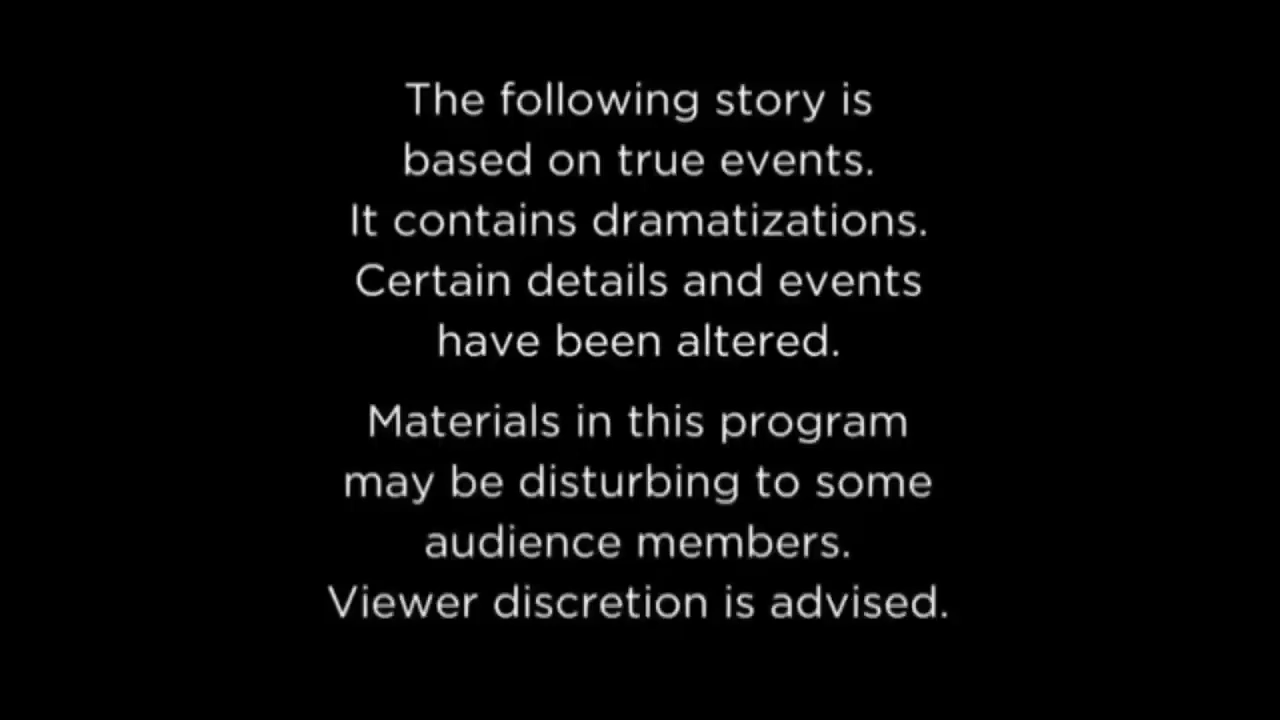 The following story is
based on true events.
It contains dramatizations.
Certain details and events
have been altered.
Materials in this program
may be disturbing to some
audience members.
Viewer discretion is advised.